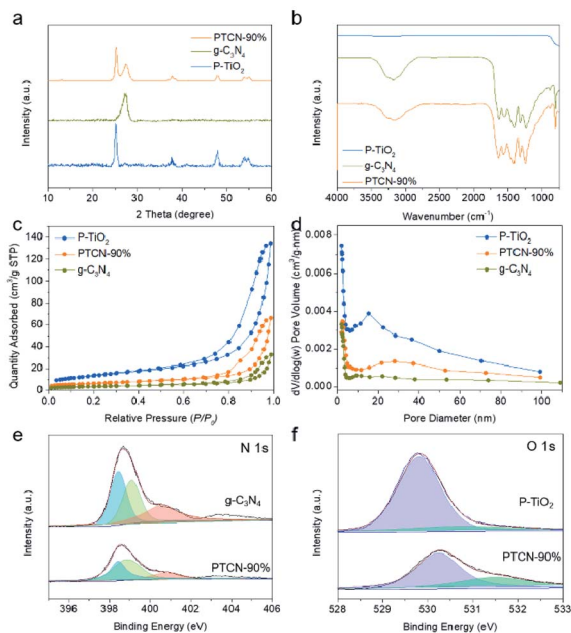 a
PTCN-90%
g-C₃N₄
P-TiO₂
Intensity (a.u.)
10 20 30 40 50 60
2 Theta (degree)
b
Intensity (a.u.)
P-TiO₂
g-C₃N₄
PTCN-90%
4000 3000 2000 1000
Wavenumber (cm⁻¹)
c
P-TiO₂
PTCN-90%
g-C₃N₄
Quantity Adsorbed (cm³/g STP)
140
120
100
80
60
40
20
0
0.0 0.2 0.4 0.6 0.8 1.0
Relative Pressure (P/P₀)
d
P-TiO₂
PTCN-90%
g-C₃N₄
dV/dlog(w) Pore Volume (cm³/g·nm)
0.008
0.006
0.004
0.002
0.000
0 20 40 60 80 100
Pore Diameter (nm)
e
N 1s
g-C₃N₄
PTCN-90%
Intensity (a.u.)
396 398 400 402 404 406
Binding Energy (eV)
f
O 1s
P-TiO₂
PTCN-90%
Intensity (a.u.)
528 529 530 531 532 533
Binding Energy (eV)